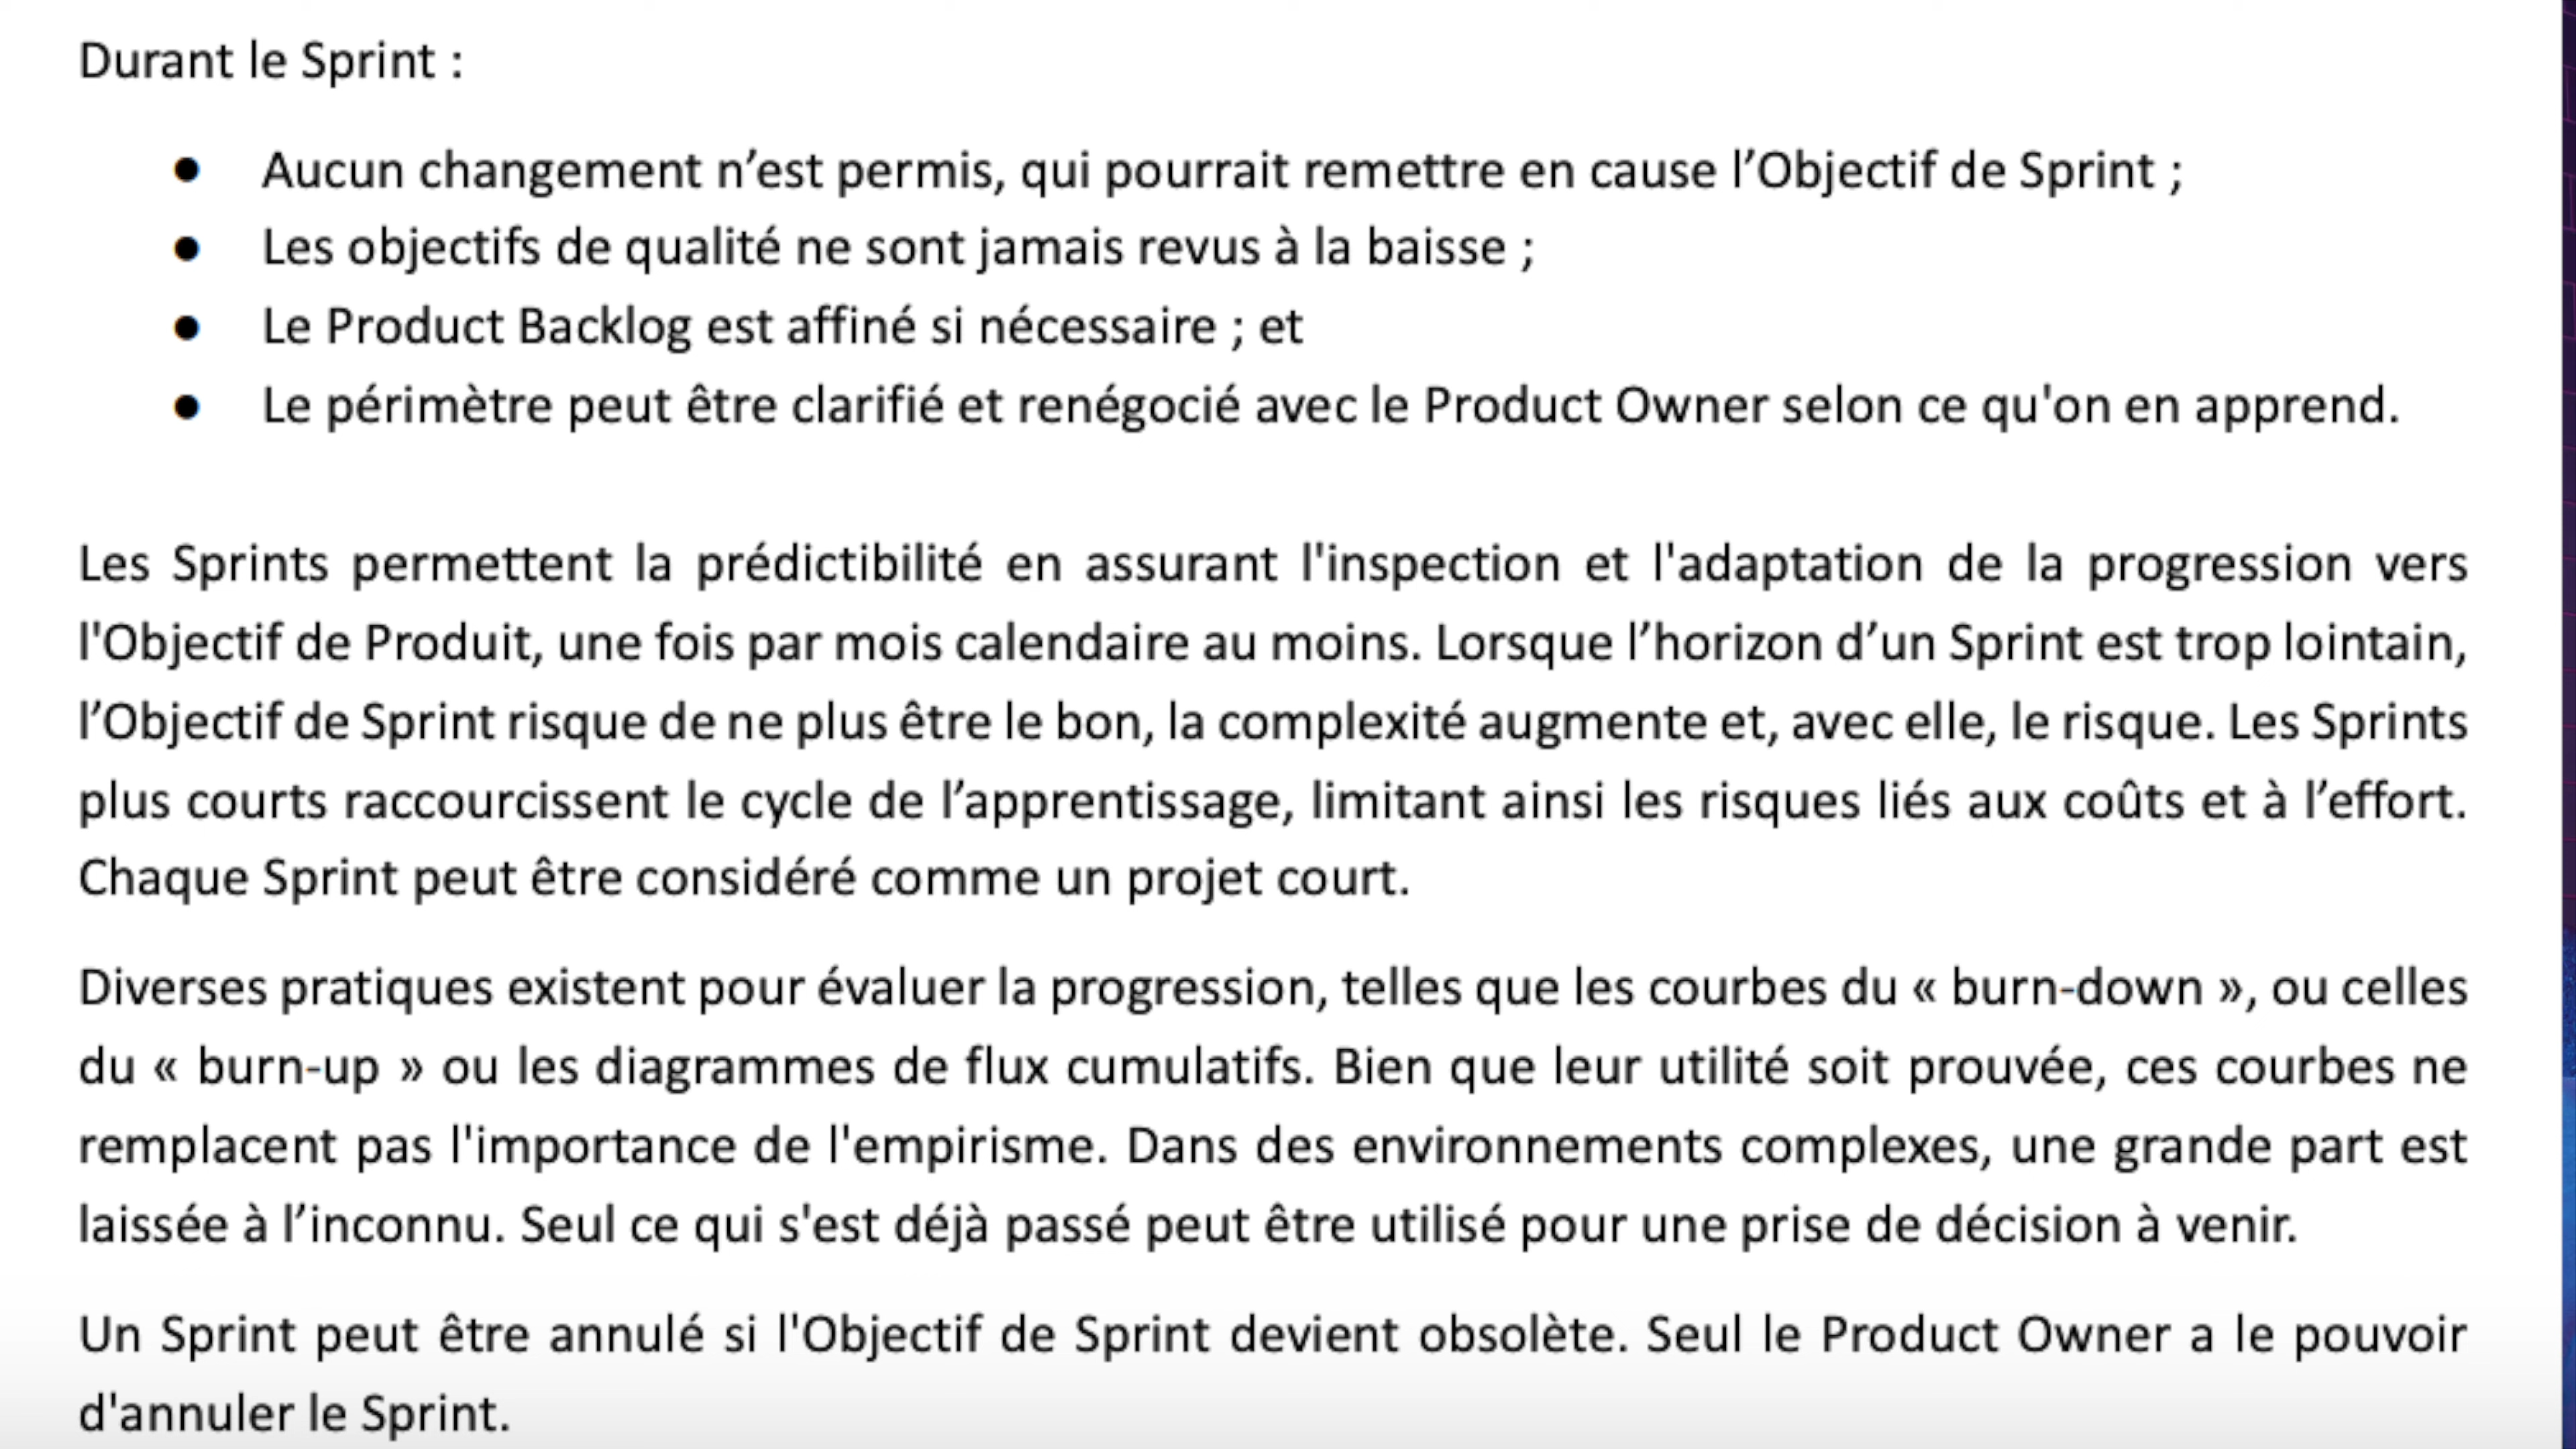 Durant le Sprint :
● Aucun changement n’est permis, qui pourrait remettre en cause l’Objectif de Sprint ;
● Les objectifs de qualité ne sont jamais revus à la baisse ;
● Le Product Backlog est affiné si nécessaire ; et
● Le périmètre peut être clarifié et renégocié avec le Product Owner selon ce qu'on en apprend.
Les Sprints permettent la prédictibilité en assurant l'inspection et l'adaptation de la progression vers
l'Objectif de Produit, une fois par mois calendaire au moins. Lorsque l’horizon d’un Sprint est trop lointain,
l’Objectif de Sprint risque de ne plus être le bon, la complexité augmente et, avec elle, le risque. Les Sprints
plus courts raccourcissent le cycle de l’apprentissage, limitant ainsi les risques liés aux coûts et à l’effort.
Chaque Sprint peut être considéré comme un projet court.
Diverses pratiques existent pour évaluer la progression, telles que les courbes du « burn-down », ou celles
du « burn-up » ou les diagrammes de flux cumulatifs. Bien que leur utilité soit prouvée, ces courbes ne
remplacent pas l'importance de l'empirisme. Dans des environnements complexes, une grande part est
laissée à l’inconnu. Seul ce qui s'est déjà passé peut être utilisé pour une prise de décision à venir.
Un Sprint peut être annulé si l'Objectif de Sprint devient obsolète. Seul le Product Owner a le pouvoir
d'annuler le Sprint.